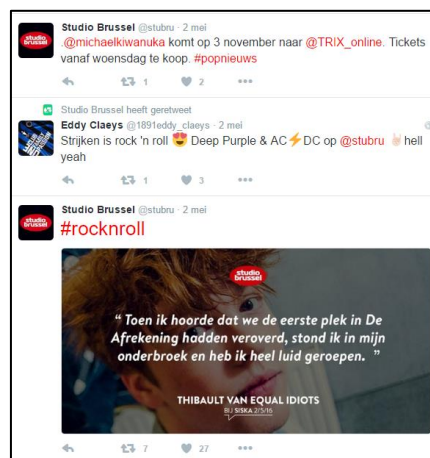 Studio Brussel @stubru · 2 mei
.@michaelkiwanuka komt op 3 november naar @TRIX_online. Tickets
vanaf woensdag te koop. #popnieuws
1 2
Studio Brussel heeft geretweet
Eddy Claeys @1891eddy_claeys · 2 mei
Strijken is rock 'n roll 😍 Deep Purple & AC⚡DC op @stubru 🤘hell
yeah
1 3
Studio Brussel @stubru · 2 mei
#rocknroll
studio
brussel
“ Toen ik hoorde dat we de eerste plek in De
Afrekening hadden veroverd, stond ik in mijn
onderbroek en heb ik heel luid geroepen. ”
THIBAULT VAN EQUAL IDIOTS
BIJ SISKA 2/5/16
7 27
studio
brussel
studio
brussel